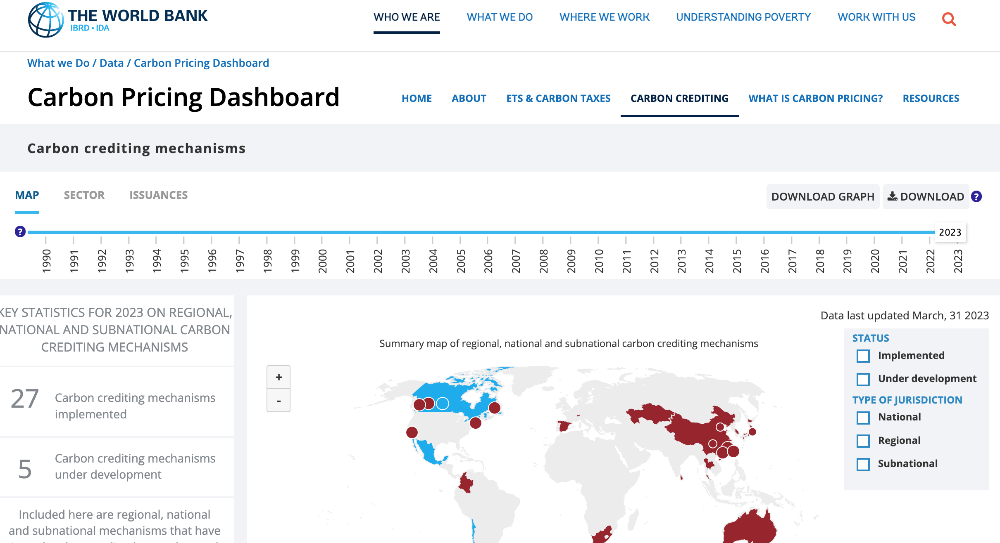 THE WORLD BANK
IBRD • IDA
WHO WE ARE
WHAT WE DO
WHERE WE WORK
UNDERSTANDING POVERTY
WORK WITH US
What we Do / Data / Carbon Pricing Dashboard
Carbon Pricing Dashboard
HOME
ABOUT
ETS & CARBON TAXES
CARBON CREDITING
WHAT IS CARBON PRICING?
RESOURCES
Carbon crediting mechanisms
MAP
SECTOR
ISSUANCES
DOWNLOAD GRAPH
DOWNLOAD
?
?
2023
1990
1991
1992
1993
1994
1995
1996
1997
1998
1999
2000
2001
2002
2003
2004
2005
2006
2007
2008
2009
2010
2011
2012
2013
2014
2015
2016
2017
2018
2019
2020
2021
2022
2023
KEY STATISTICS FOR 2023 ON REGIONAL,
NATIONAL AND SUBNATIONAL CARBON
CREDITING MECHANISMS
27
Carbon crediting mechanisms
implemented
5
Carbon crediting mechanisms
under development
Included here are regional, national
and subnational mechanisms that have
Data last updated March, 31 2023
Summary map of regional, national and subnational carbon crediting mechanisms
+
-
STATUS
Implemented
Under development
TYPE OF JURISDICTION
National
Regional
Subnational